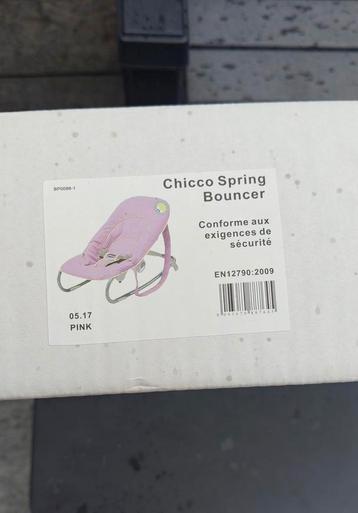 BP0086-1
Chicco Spring
Bouncer
Conforme aux
exigences de
sécurité
EN12790:2009
05.17
PINK